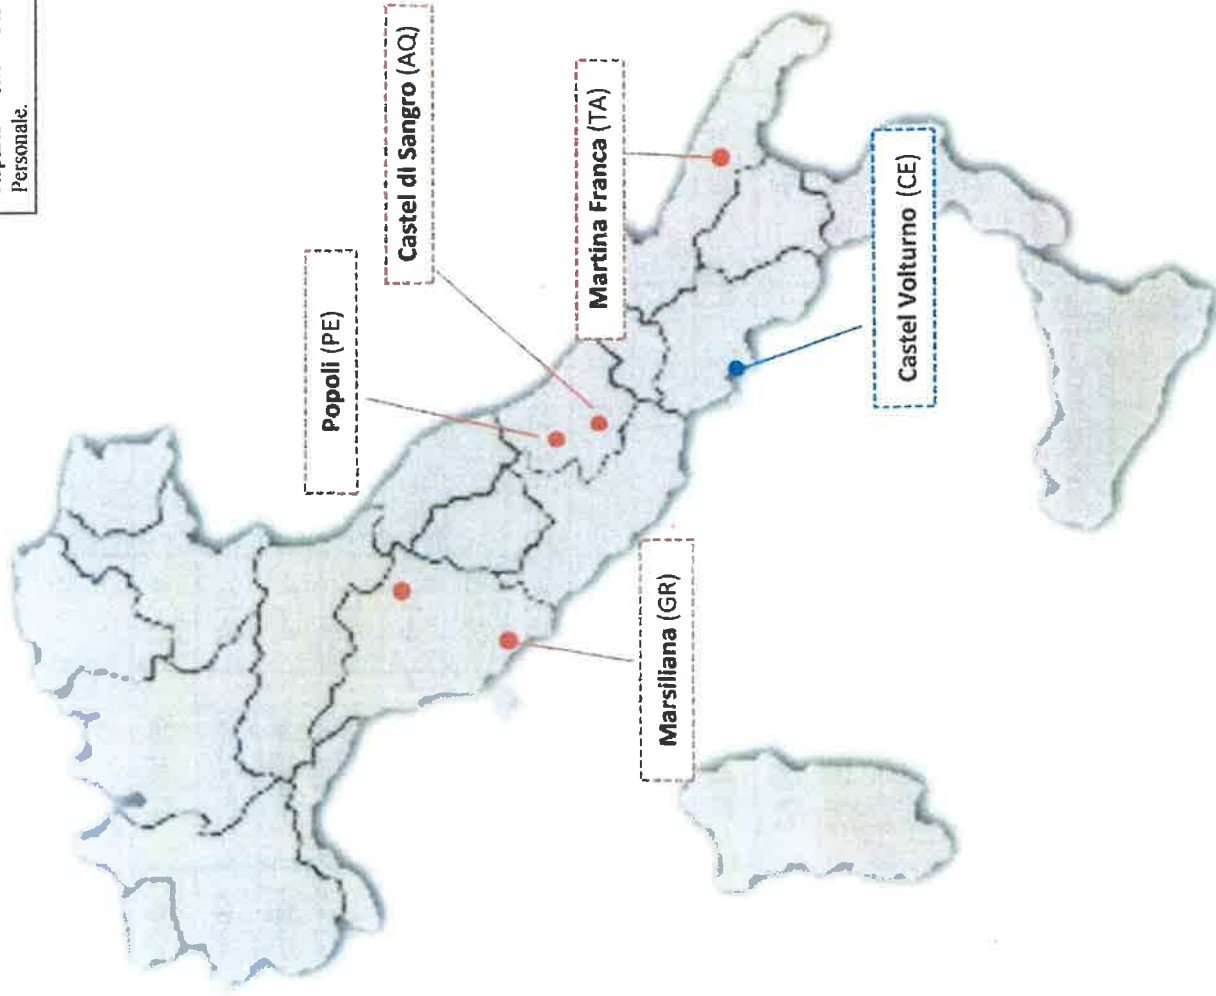 Personale.
Popoli (PE)
Castel di Sangro (AQ)
Martina Franca (TA)
Castel Volturno (CE)
Marsiliana (GR)